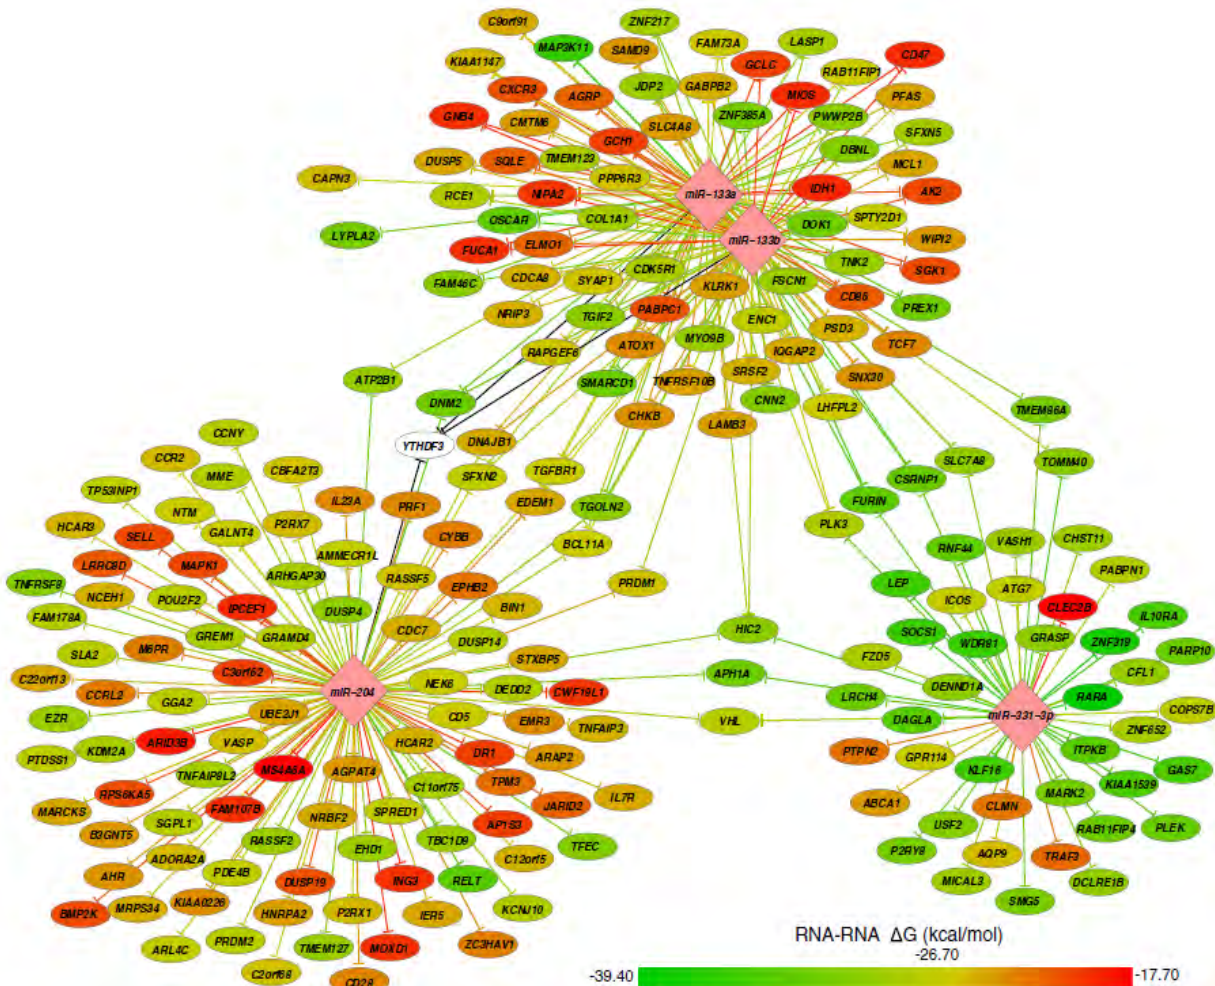 C9orf91
ZNF217
MAP3K11
SAMD9
FAM73A
LASP1
CD47
KIAA1147
CXCR3
AGRP
JDP2
GABPB2
GCLC
RAB11FIP1
MIOS
PFAS
GNB4
CMTM6
GCH1
SLC4A8
ZNF385A
PWWP2B
SFXN5
DUSP5
SQLE
TMEM123
DBNL
MCL1
CAPN3
RCE1
NIPA2
PPP6R3
miR-133a
IDH1
AK2
LYPLA2
OSCAR
COL1A1
DOK1
SPTY2D1
FUCA1
ELMO1
miR-133b
WIPI2
FAM46C
CDCA8
SYAP1
CDK5R1
KLRK1
FSCN1
TNK2
SGK1
NRIP3
TGIF2
PABPC1
ENC1
CD86
PREX1
RAPGEF6
ATOX1
MYO9B
IQGAP2
PSD3
TCF7
ATP2B1
SMARCD1
TNFRSF10B
SRSF2
SNX30
DNM2
CHKB
LAMB3
CNN2
LHFPL2
TMEM86A
CCNY
YTHDF3
DNAJB1
CCR2
MME
CBFA2T3
SFXN2
TGFBR1
SLC7A8
TOMM40
TP53INP1
NTM
P2RX7
IL23A
PRF1
EDEM1
TGOLN2
FURIN
CSRNP1
HCAR3
SELL
GALNT4
AMMECR1L
CYBB
BCL11A
PLK3
RNF44
VASH1
CHST11
LRRC8D
MAPK1
ARHGAP30
RASSF5
EPHB2
PRDM1
LEP
ATG7
PABPN1
TNFRSF8
NCEH1
POU2F2
IPCEF1
DUSP4
BIN1
ICOS
CLEC2B
IL10RA
FAM178A
GREM1
GRAMD4
CDC7
DUSP14
HIC2
SOCS1
WDR81
GRASP
ZNF319
SLA2
M6PR
C3orf62
STXBP5
FZD5
PARP10
C22orf13
CCRL2
GGA2
miR-204
NEK6
DEDD2
CWF19L1
APH1A
LRCH4
DENND1A
CFL1
RARA
EZR
UBE2J1
CD5
EMR3
TNFAIP3
VHL
DAGLA
miR-331-3p
COPS7B
PTDSS1
KDM2A
ARID3B
VASP
HCAR2
DR1
ARAP2
PTPN2
GPR114
ITPKB
ZNF652
TNFAIP8L2
MS4A6A
AGPAT4
C11orf75
TPM3
KLF16
GAS7
MARCKS
RPS6KA5
FAM107B
NRBF2
SPRED1
JARID2
IL7R
ABCA1
CLMN
MARK2
KIAA1539
B3GNT5
SGPL1
RASSF2
AP1S3
USF2
RAB11FIP4
PLEK
ADORA2A
EHD1
TBC1D9
TFEC
P2RY8
AQP9
TRAF3
AHR
PDE4B
DUSP19
ING3
RELT
C12orf5
MICAL3
DCLRE1B
BMP2K
MRPS34
KIAA0226
HNRPA2
P2RX1
IER5
KCNJ10
SMG5
ARL4C
PRDM2
TMEM127
MOXD1
ZC3HAV1
C2orf68
CD28
RNA-RNA ΔG (kcal/mol)
-26.70
-39.40
-17.70